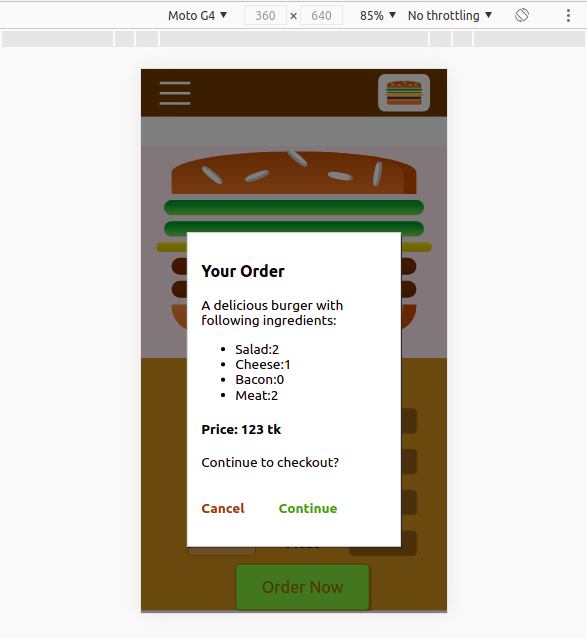 Moto G4 ▼ 360 × 640 85% ▼ No throttling ▼
Your Order
A delicious burger with
following ingredients:
• Salad:2
• Cheese:1
• Bacon:0
• Meat:2
Price: 123 tk
Continue to checkout?
Cancel Continue
Order Now